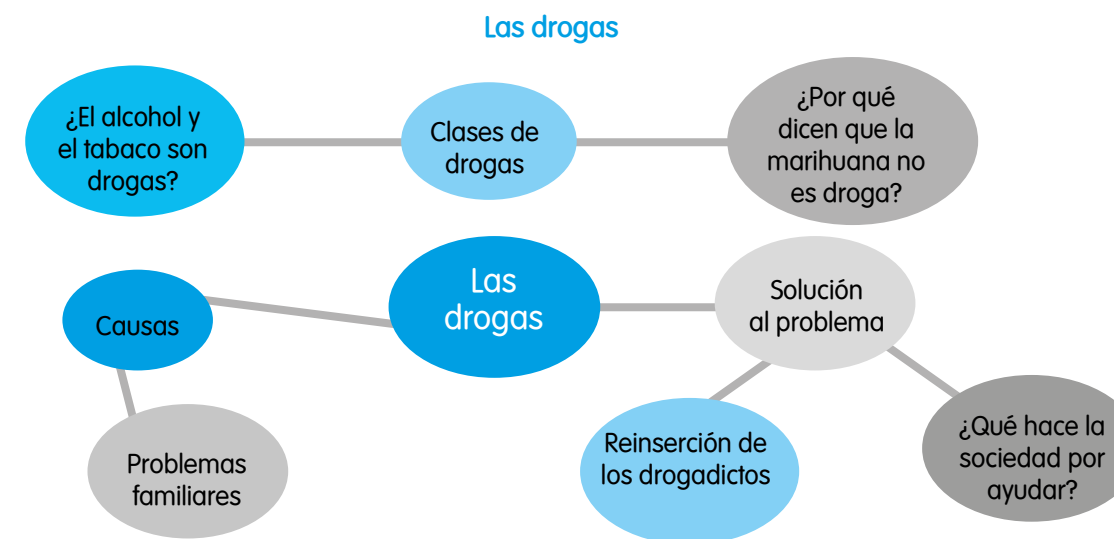 Las drogas
¿El alcohol y
el tabaco son
drogas?
Clases de
drogas
¿Por qué
dicen que la
marihuana no
es droga?
Causas
Las
drogas
Solución
al problema
Problemas
familiares
Reinserción de
los drogadictos
¿Qué hace la
sociedad por
ayudar?